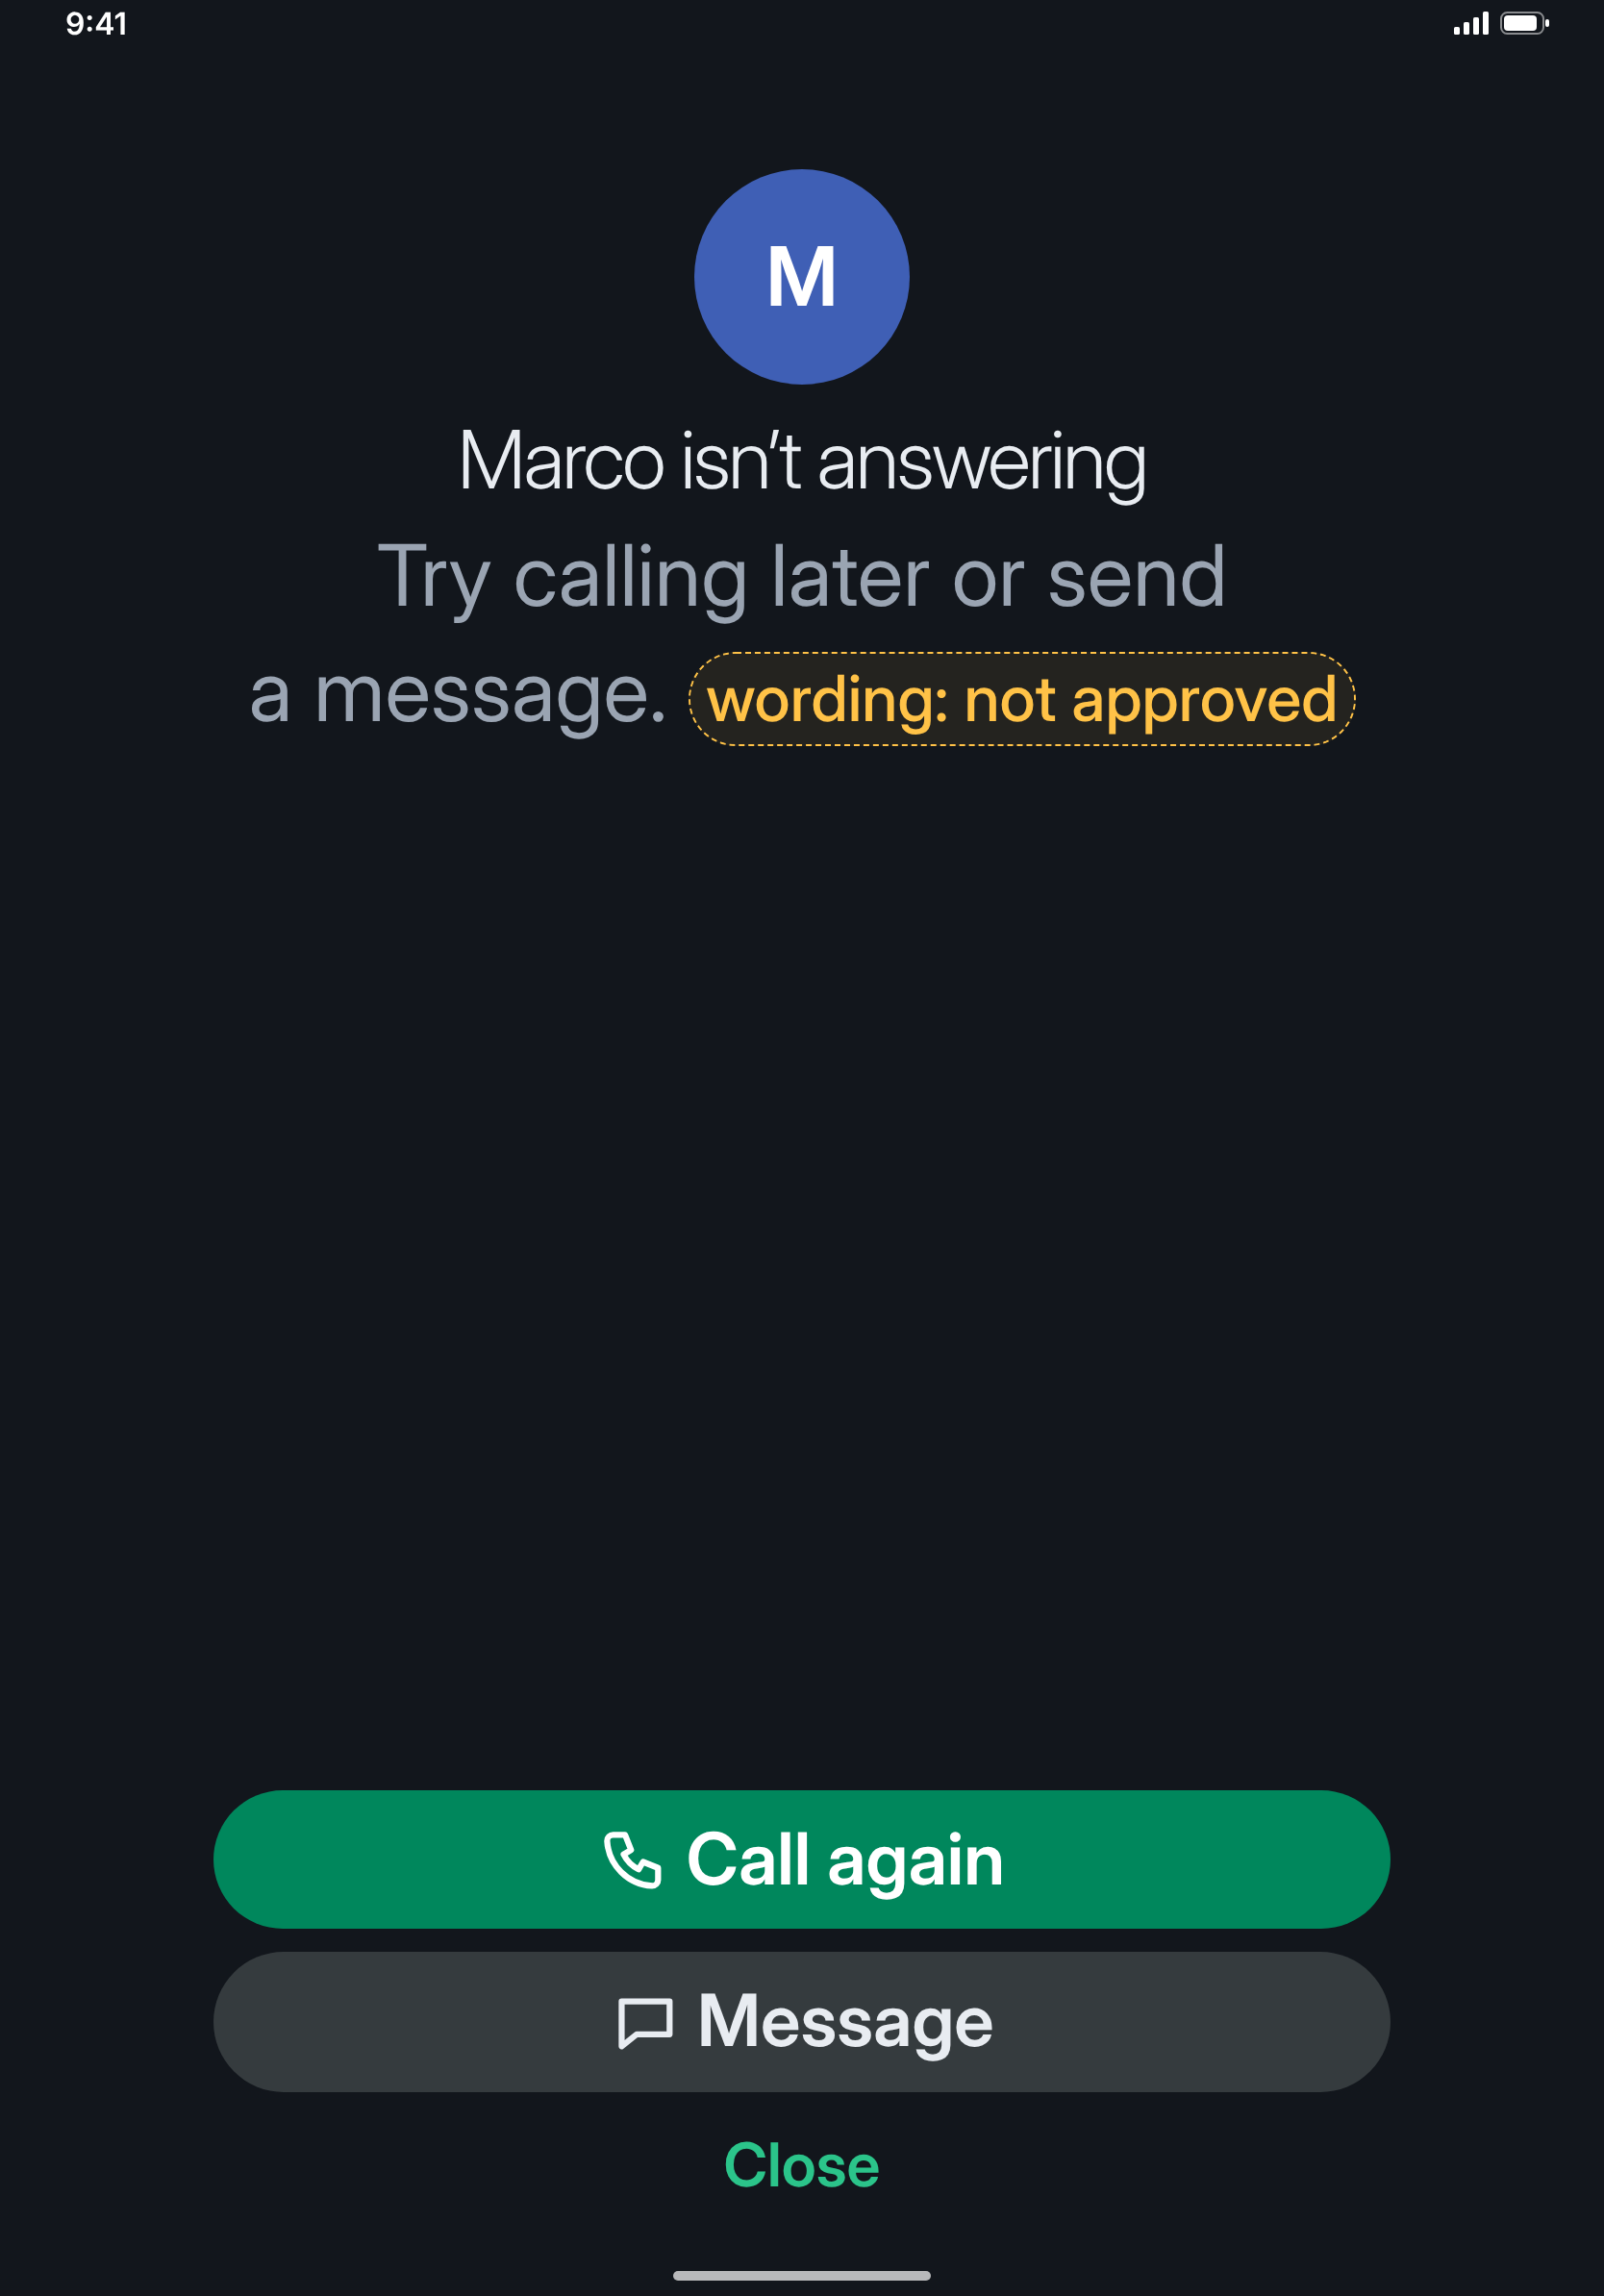 9:41
M
Marco isn’t answering
Try calling later or send
a message. wording: not approved
Call again
Message
Close